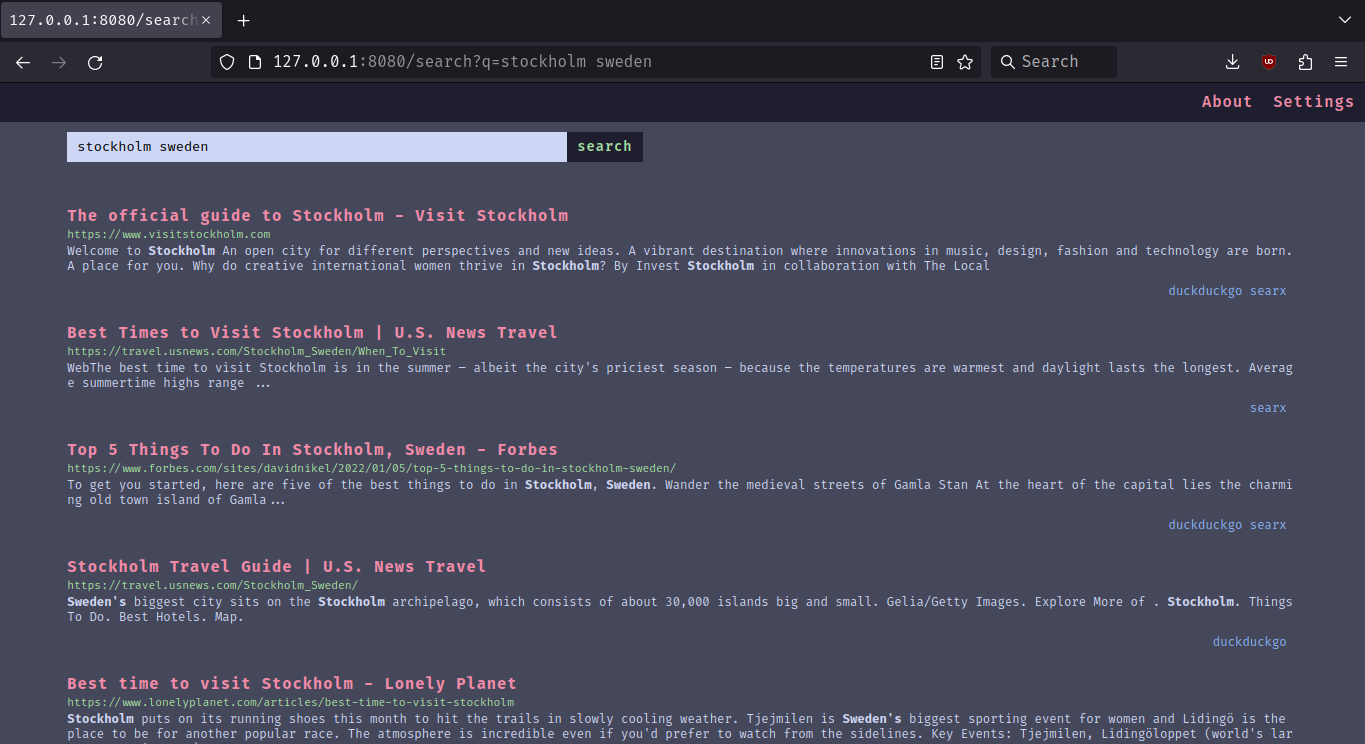 127.0.0.1:8080/search
127.0.0.1:8080/search?q=stockholm sweden
Search
About Settings
stockholm sweden
search
The official guide to Stockholm - Visit Stockholm
https://www.visitstockholm.com
Welcome to Stockholm An open city for different perspectives and new ideas. A vibrant destination where innovations in music, design, fashion and technology are born.
A place for you. Why do creative international women thrive in Stockholm? By Invest Stockholm in collaboration with The Local
duckduckgo searx
Best Times to Visit Stockholm | U.S. News Travel
https://travel.usnews.com/Stockholm_Sweden/When_To_Visit
WebThe best time to visit Stockholm is in the summer – albeit the city's priciest season – because the temperatures are warmest and daylight lasts the longest. Averag
e summertime highs range ...
searx
Top 5 Things To Do In Stockholm, Sweden - Forbes
https://www.forbes.com/sites/davidnikel/2022/01/05/top-5-things-to-do-in-stockholm-sweden/
To get you started, here are five of the best things to do in Stockholm, Sweden. Wander the medieval streets of Gamla Stan At the heart of the capital lies the charmi
ng old town island of Gamla...
duckduckgo searx
Stockholm Travel Guide | U.S. News Travel
https://travel.usnews.com/Stockholm_Sweden/
Sweden's biggest city sits on the Stockholm archipelago, which consists of about 30,000 islands big and small. Gelia/Getty Images. Explore More of . Stockholm. Things
To Do. Best Hotels. Map.
duckduckgo
Best time to visit Stockholm - Lonely Planet
https://www.lonelyplanet.com/articles/best-time-to-visit-stockholm
Stockholm puts on its running shoes this month to hit the trails in slowly cooling weather. Tjejmilen is Sweden's biggest sporting event for women and Lidingö is the
place to be for another popular race. The atmosphere is incredible even if you'd prefer to watch from the sidelines. Key Events: Tjejmilen, Lidingöloppet (world's lar